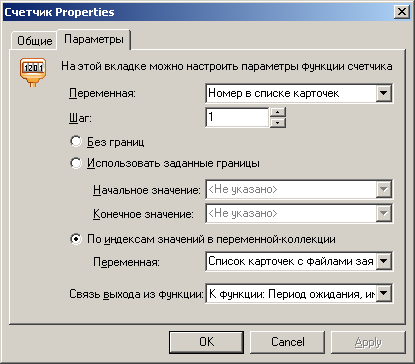 Счетчик Properties
Общие Параметры
1201
На этой вкладке можно настроить параметры функции счетчика
Переменная: Номер в списке карточек
Шаг: 1
Без границ
Использовать заданные границы
Начальное значение: <Не указано>
Конечное значение: <Не указано>
По индексам значений в переменной-коллекции
Переменная: Список карточек с файлами зая
Связь выхода из функции: К функции: Период ожидания, им
OK Cancel Apply